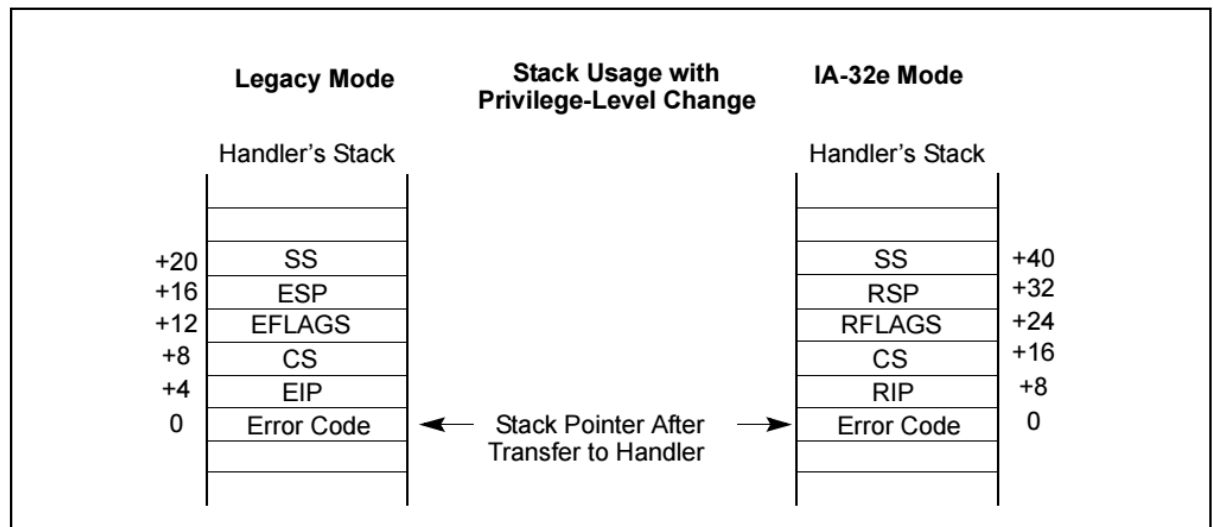 Legacy Mode
Stack Usage with
Privilege-Level Change
IA-32e Mode
Handler's Stack
Handler's Stack
+20 SS
+16 ESP
+12 EFLAGS
+8 CS
+4 EIP
0 Error Code
SS +40
RSP +32
RFLAGS +24
CS +16
RIP +8
Error Code 0
Stack Pointer After
Transfer to Handler